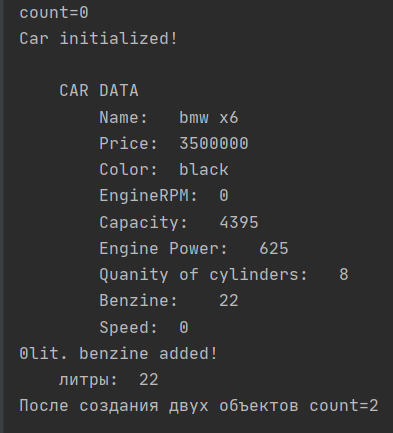 count=0
Car initialized!
CAR DATA
Name: bmw x6
Price: 3500000
Color: black
EngineRPM: 0
Capacity: 4395
Engine Power: 625
Quanity of cylinders: 8
Benzine: 22
Speed: 0
0lit. benzine added!
литры: 22
После создания двух объектов count=2